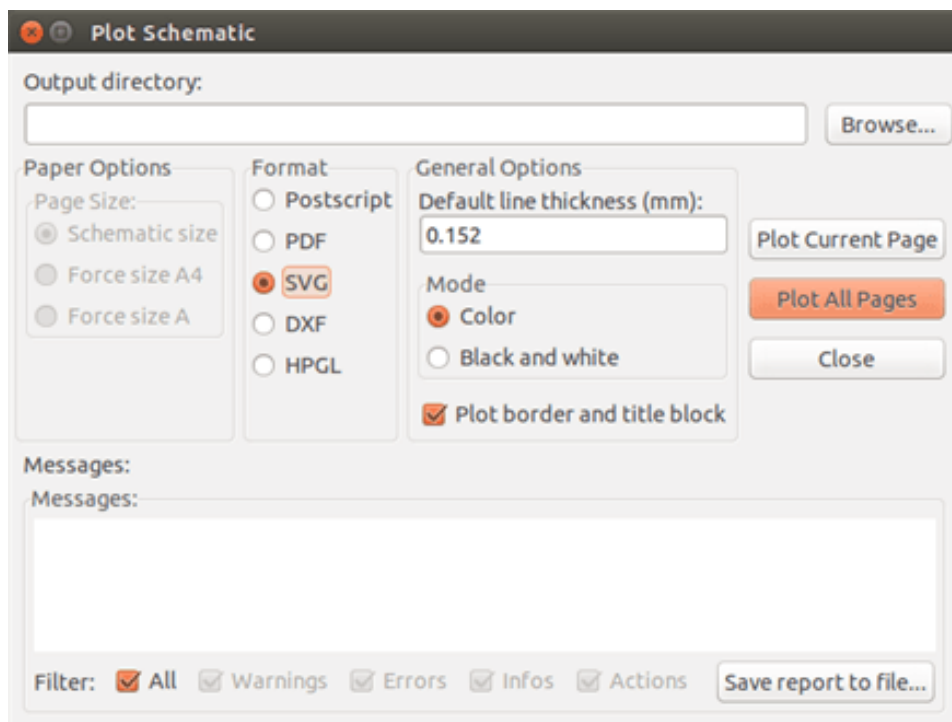 Plot Schematic
Output directory:
Browse...
Paper Options
Page Size:
Schematic size
Force size A4
Force size A
Format
Postscript
PDF
SVG
DXF
HPGL
General Options
Default line thickness (mm):
0.152
Mode
Color
Black and white
Plot border and title block
Plot Current Page
Plot All Pages
Close
Messages:
Messages:
Filter: All Warnings Errors Infos Actions Save report to file...